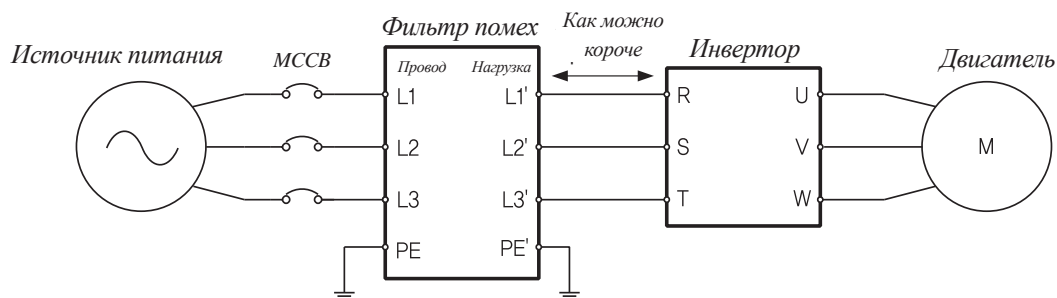 Как можно
короче
Источник питания
MCCB
Фильтр помех
Инвертор
Двигатель
Провод Нагрузка
L1 L1' R U
L2 L2' S V M
L3 L3' T W
PE PE'